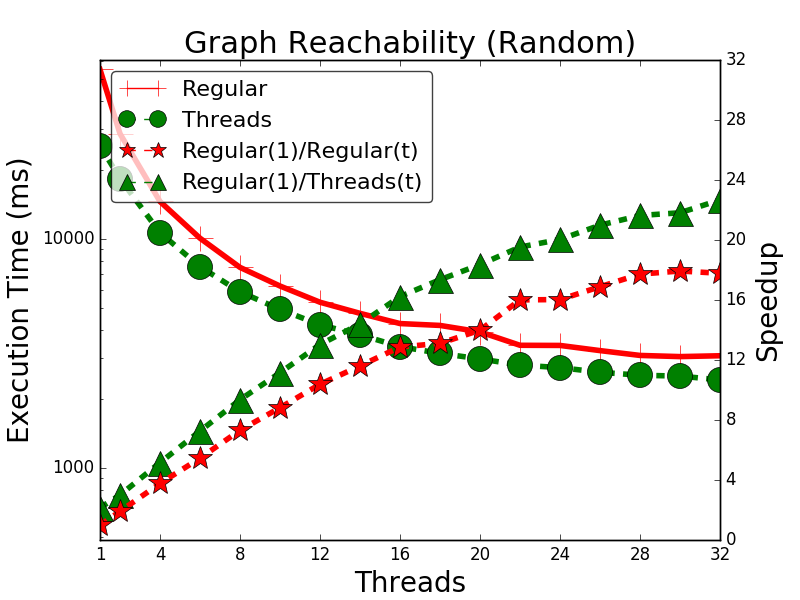 Graph Reachability (Random)
Regular
Threads
Regular(1)/Regular(t)
Regular(1)/Threads(t)
Execution Time (ms)
10000
1000
Speedup
32
28
24
20
16
12
8
4
0
1 4 8 12 16 20 24 28 32
Threads